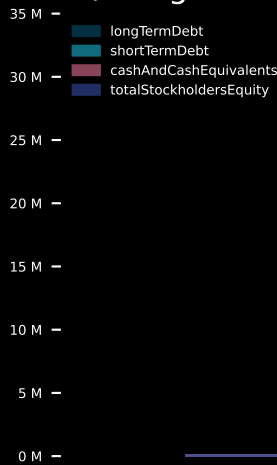 35 M
longTermDebt
shortTermDebt
30 M
cashAndCashEquivalents
totalStockholdersEquity
25 M
20 M
15 M
10 M
5 M
0 M